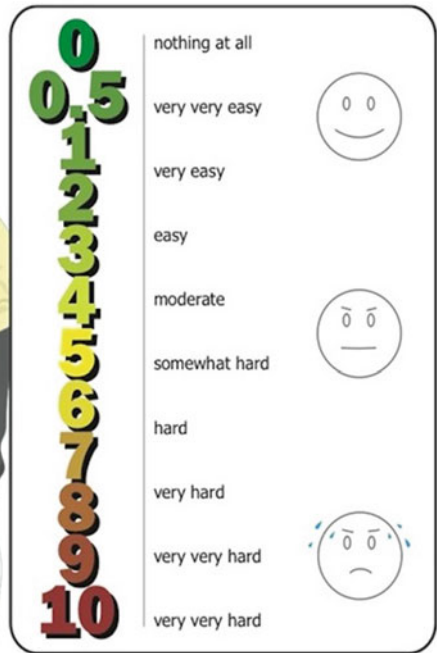 0
nothing at all
0.5
very very easy
1
very easy
2
3
easy
4
moderate
5
somewhat hard
6
hard
7
8
very hard
9
very very hard
10
very very hard